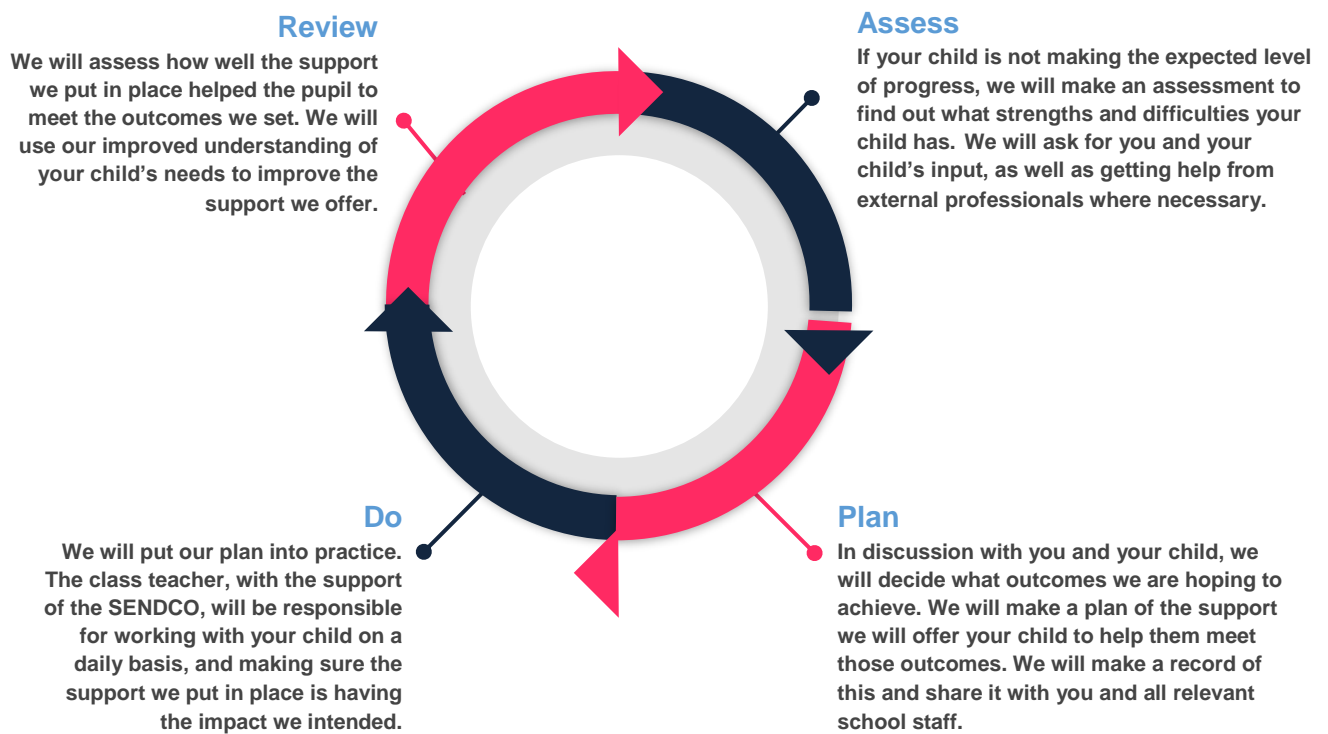 Review
We will assess how well the support
we put in place helped the pupil to
meet the outcomes we set. We will
use our improved understanding of
your child’s needs to improve the
support we offer.
Assess
If your child is not making the expected level
of progress, we will make an assessment to
find out what strengths and difficulties your
child has. We will ask for you and your
child’s input, as well as getting help from
external professionals where necessary.
Do
We will put our plan into practice.
The class teacher, with the support
of the SENDCO, will be responsible
for working with your child on a
daily basis, and making sure the
support we put in place is having
the impact we intended.
Plan
In discussion with you and your child, we
will decide what outcomes we are hoping to
achieve. We will make a plan of the support
we will offer your child to help them meet
those outcomes. We will make a record of
this and share it with you and all relevant
school staff.